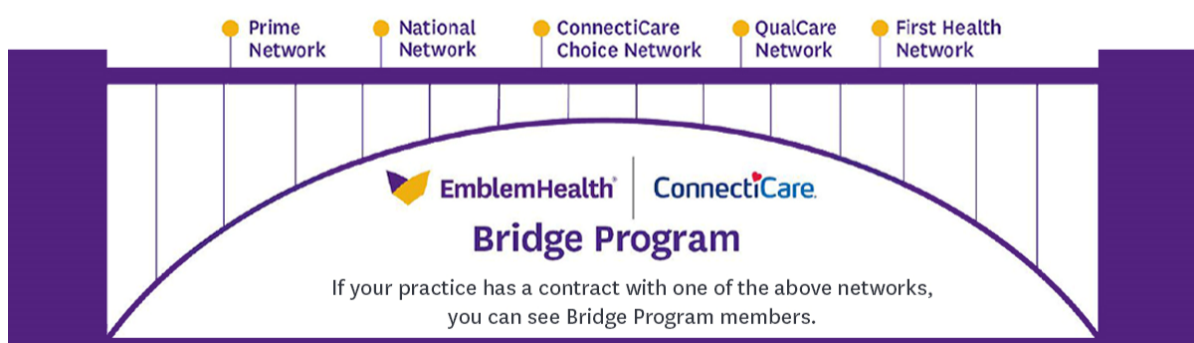 Prime
Network
National
Network
ConnectiCare
Choice Network
QualCare
Network
First Health
Network
EmblemHealth®
ConnectiCare.
Bridge Program
If your practice has a contract with one of the above networks,
you can see Bridge Program members.